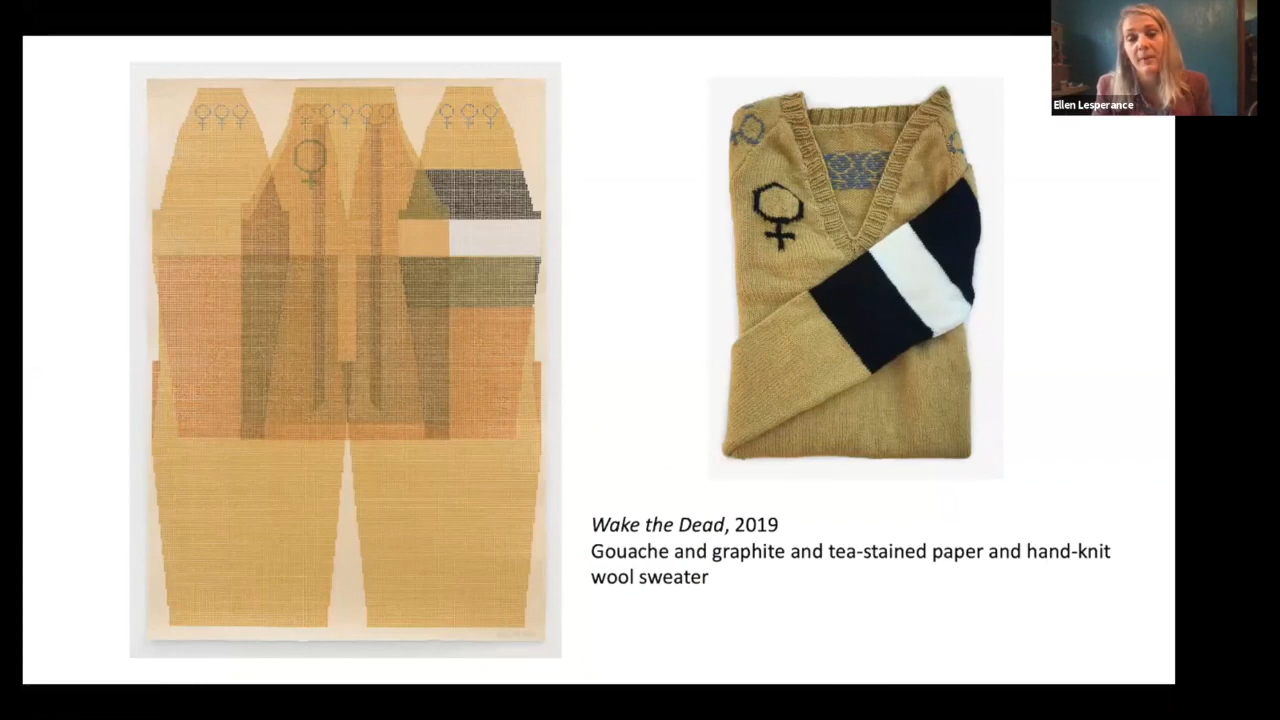 Ellen Lesperance
Wake the Dead, 2019
Gouache and graphite and tea-stained paper and hand-knit
wool sweater